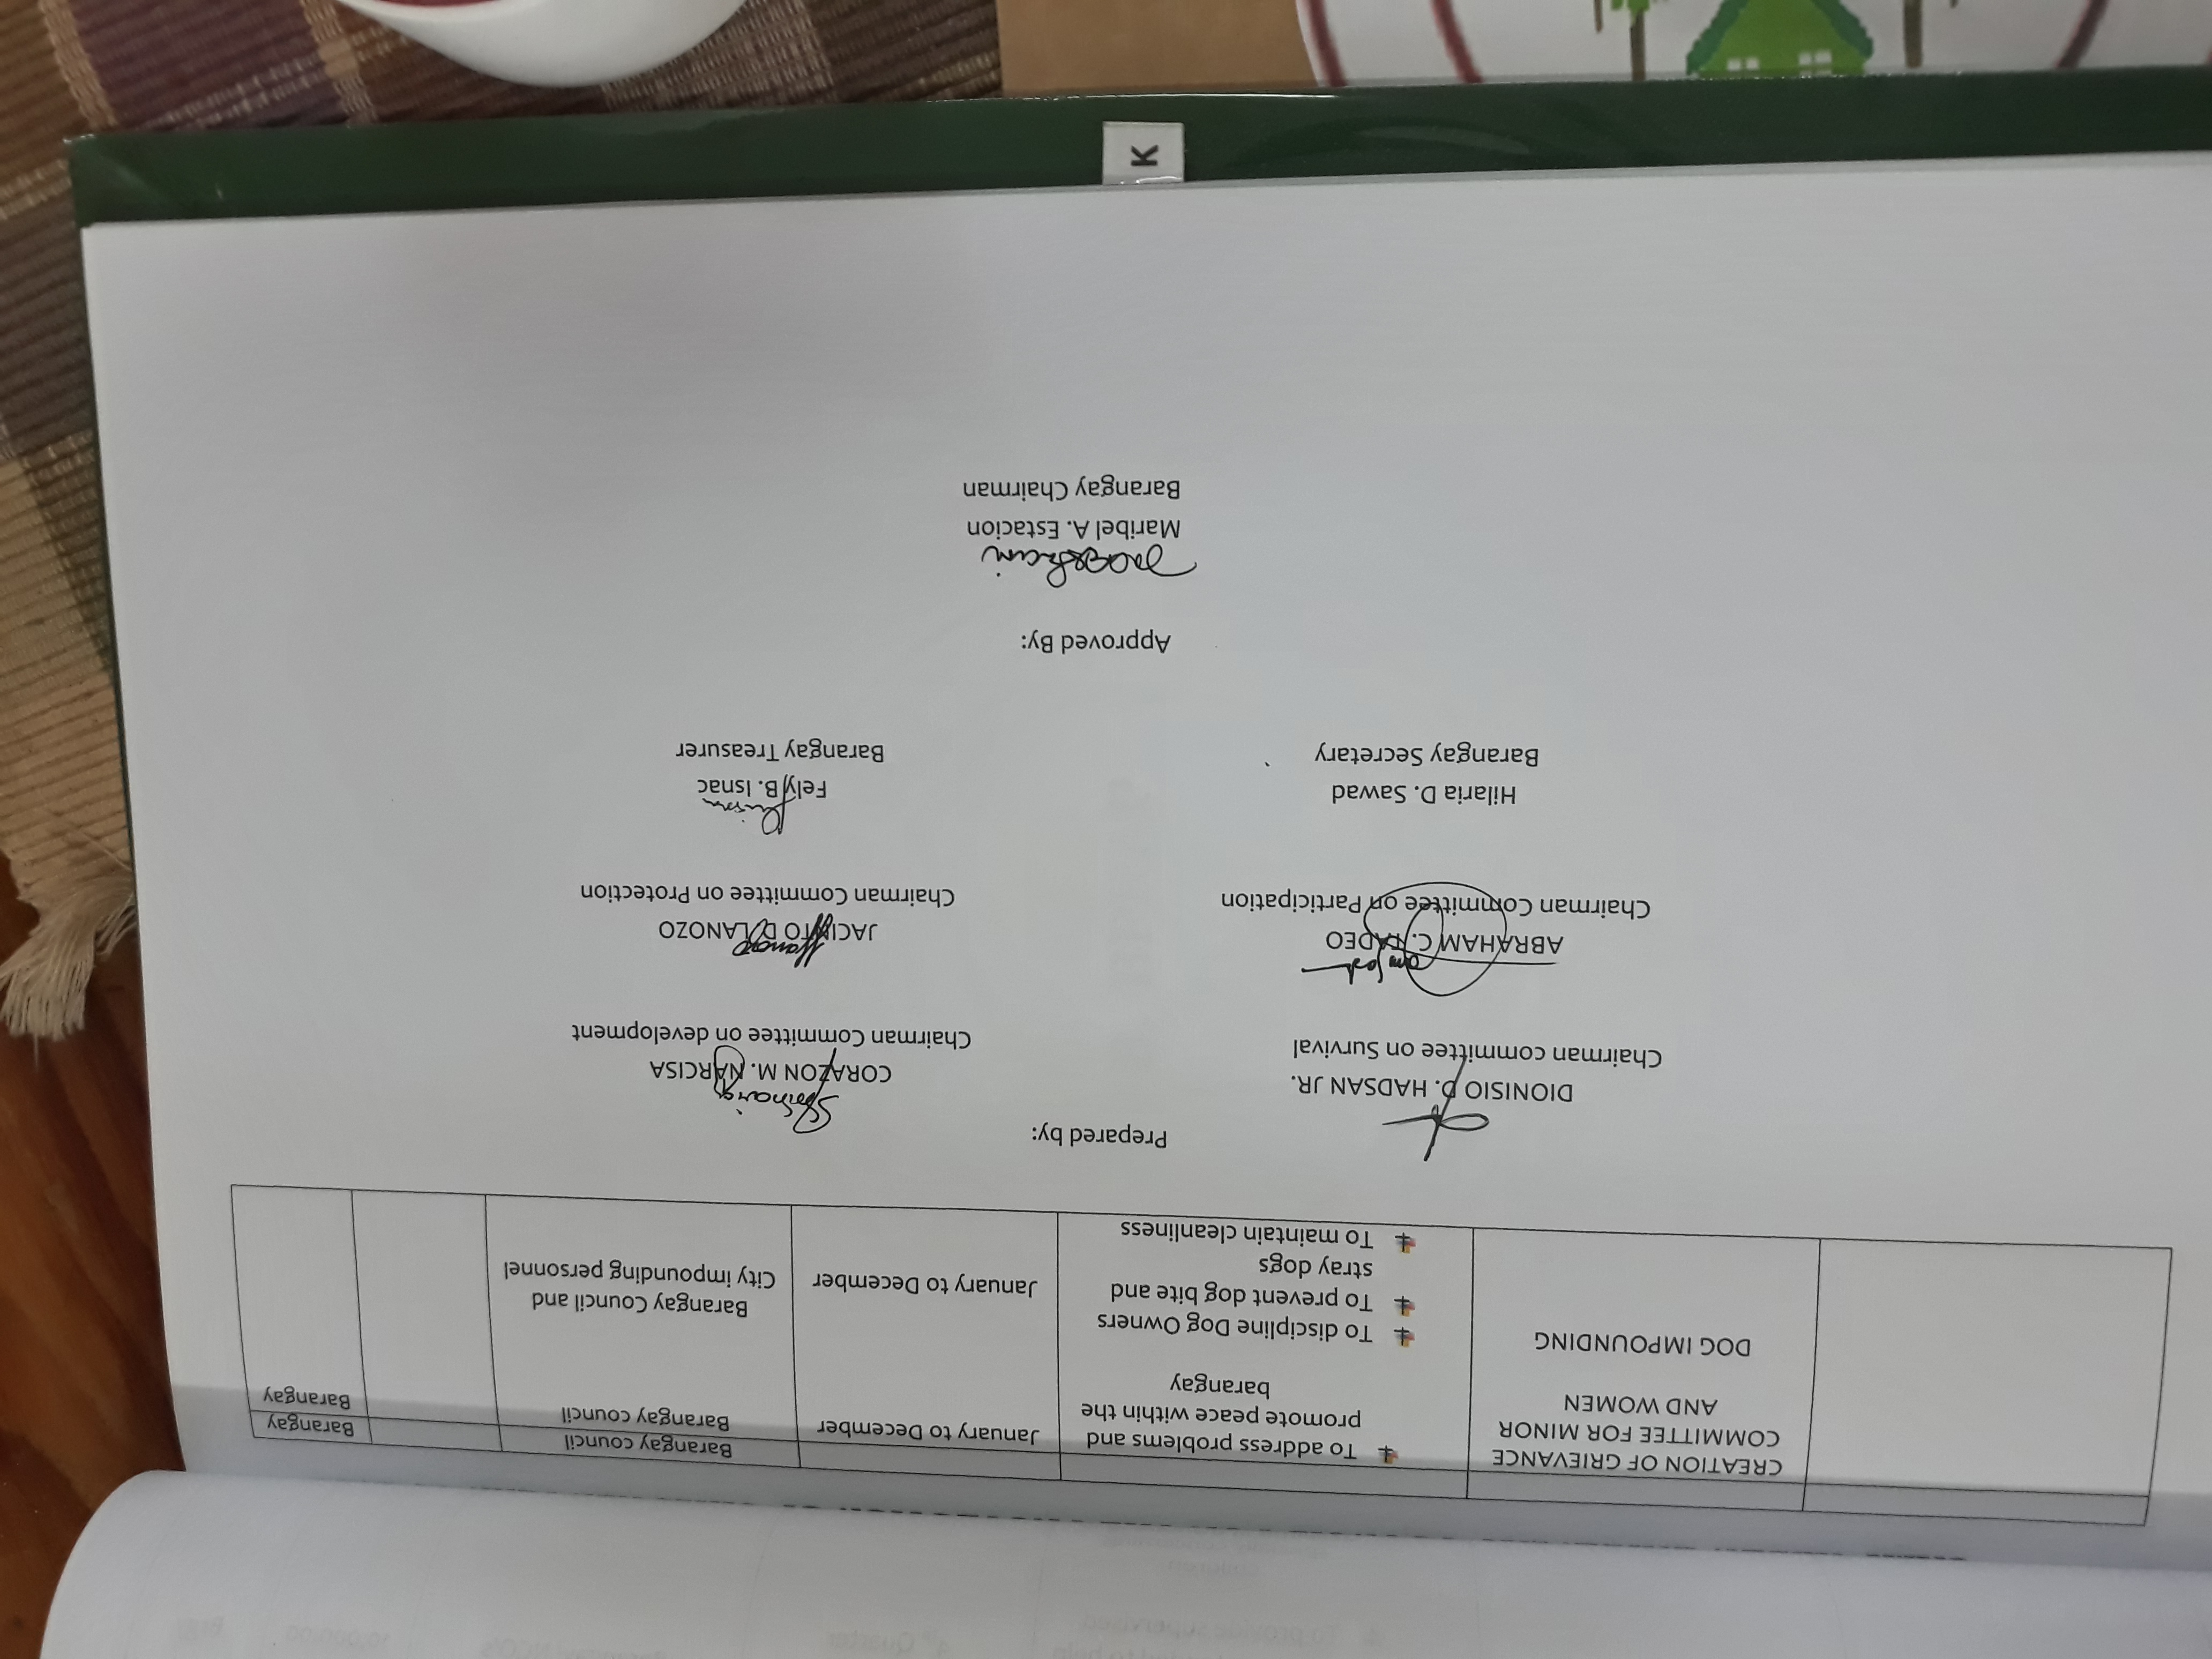 Barangay council
Barangay
CREATION OF GRIEVANCE
COMMITTEE FOR MINOR
AND WOMEN
To address problems and
promote peace within the
barangay
January to December
Barangay council
Barangay
DOG IMPOUNDING
To discipline Dog Owners
To prevent dog bite and
stray dogs
To maintain cleanliness
January to December
Barangay Council and
City impounding personnel
Prepared by:
DIONISIO D. HADSAN JR.
Chairman committee on Survival
CORAZON M. NARCISA
Chairman Committee on development
ABRAHAM C. TADEO
Chairman Committee on Participation
JACINTO D. LANOZO
Chairman Committee on Protection
Hilaria D. Sawad
Barangay Secretary
Fely B. Isnac
Barangay Treasurer
Approved By:
Maribel A. Estacion
Barangay Chairman
K